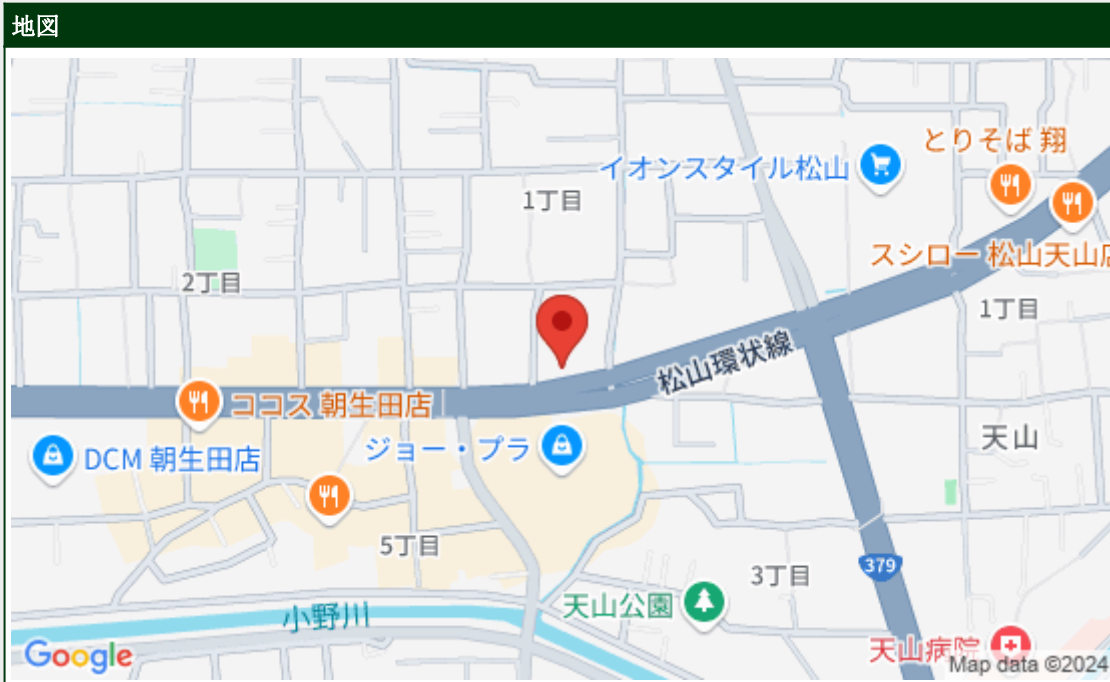 地図
とりそば 翔
イオンスタイル松山
1丁目
スシロー 松山天山店
2丁目
1丁目
松山環状線
ココス 朝生田店
ジョー・プラ
天山
DCM 朝生田店
5丁目
379
3丁目
天山公園
小野川
天山病院
Google
Map data ©2024